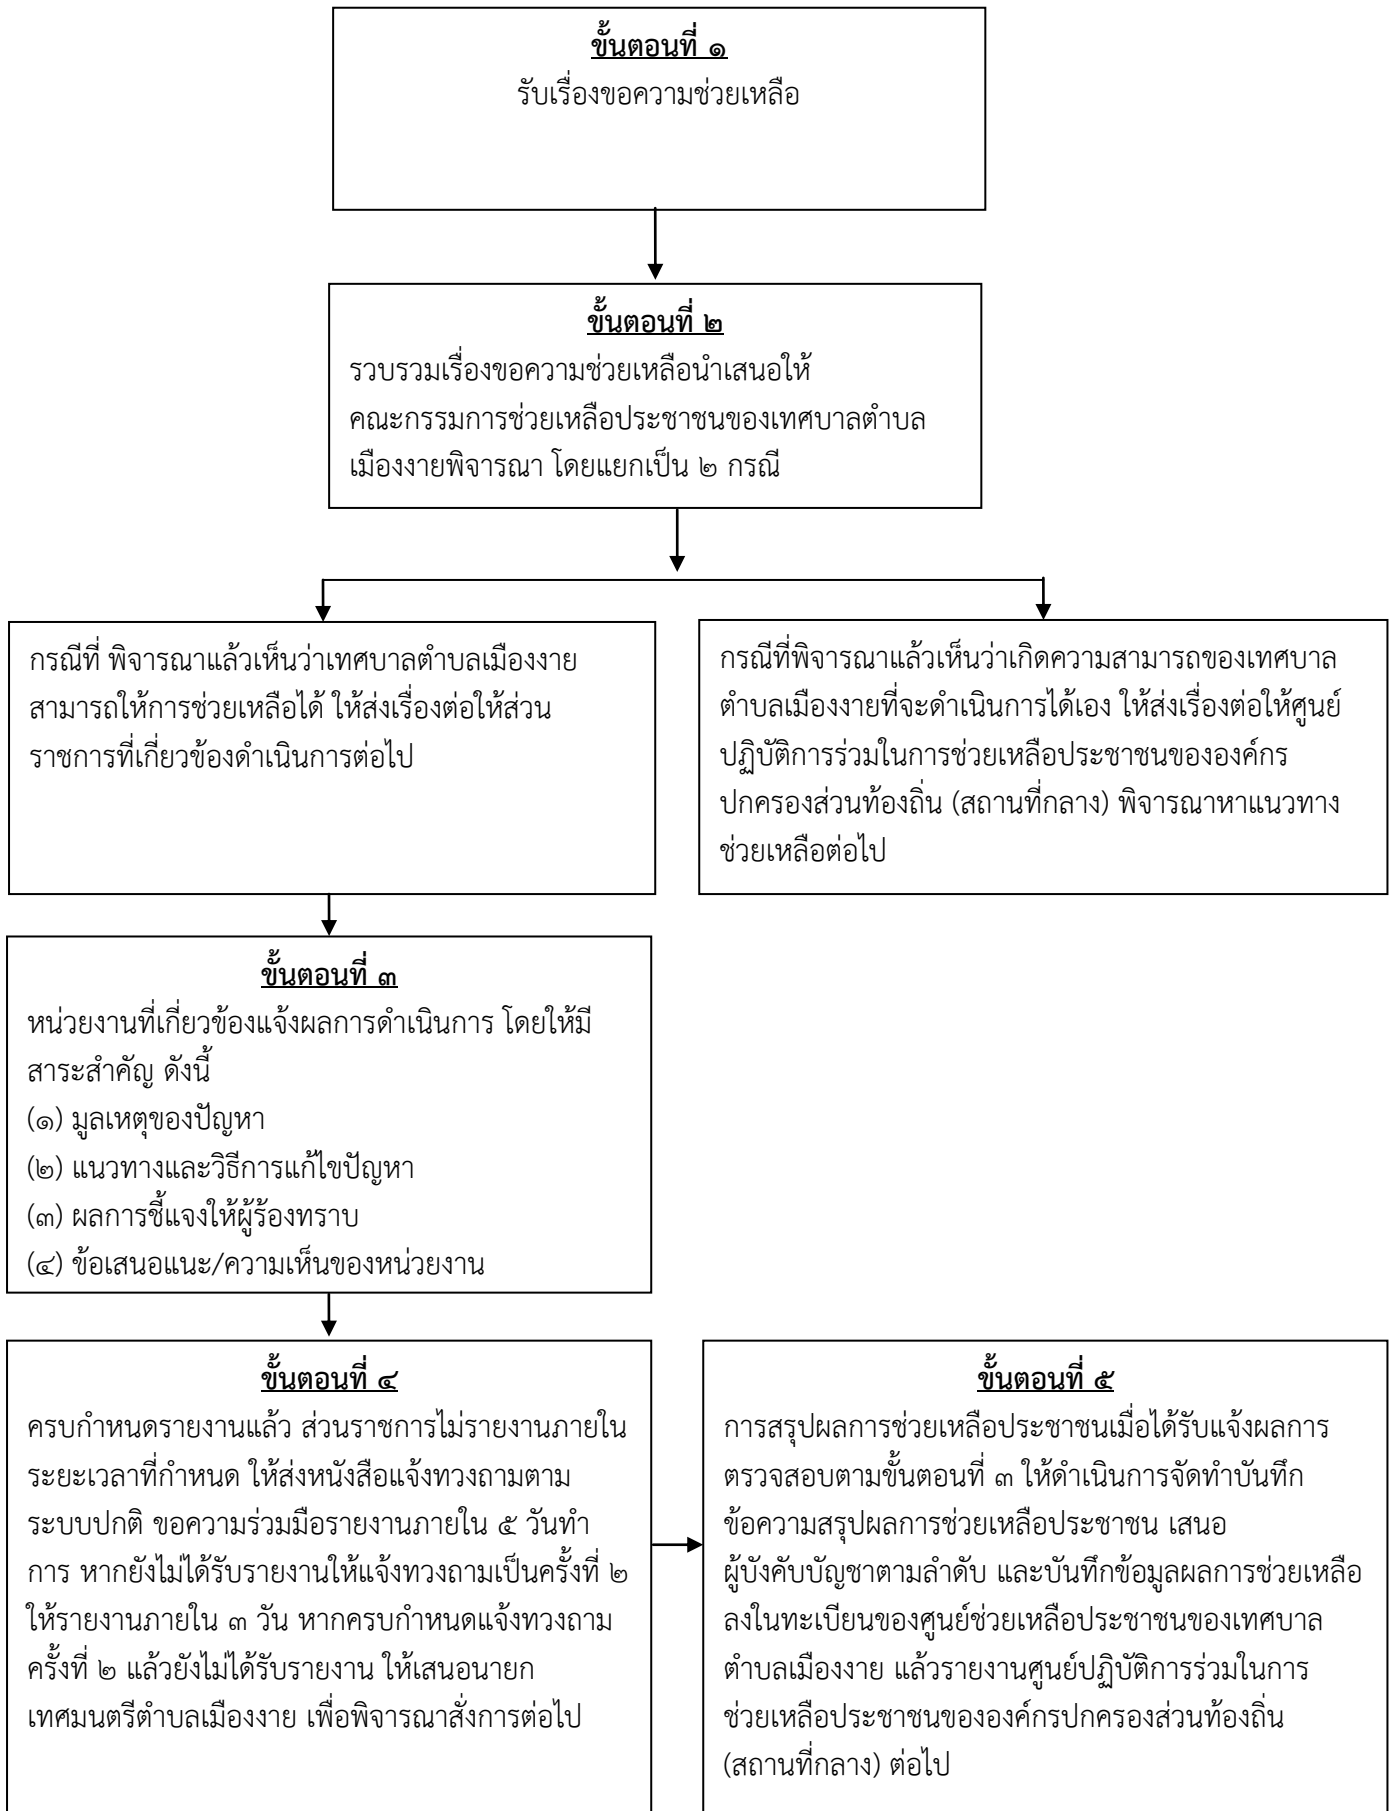 ขั้นตอนที่ ๑
รับเรื่องขอความช่วยเหลือ
ขั้นตอนที่ ๒
รวบรวมเรื่องขอความช่วยเหลือนำเสนอให้
คณะกรรมการช่วยเหลือประชาชนของเทศบาลตำบล
เมืองงายพิจารณา โดยแยกเป็น ๒ กรณี
กรณีที่ พิจารณาแล้วเห็นว่าเทศบาลตำบลเมืองงาย
สามารถให้การช่วยเหลือได้ ให้ส่งเรื่องต่อให้ส่วน
ราชการที่เกี่ยวข้องดำเนินการต่อไป
กรณีที่พิจารณาแล้วเห็นว่าเกิดความสามารถของเทศบาล
ตำบลเมืองงายที่จะดำเนินการได้เอง ให้ส่งเรื่องต่อให้ศูนย์
ปฏิบัติการร่วมในการช่วยเหลือประชาชนขององค์กร
ปกครองส่วนท้องถิ่น (สถานที่กลาง) พิจารณาหาแนวทาง
ช่วยเหลือต่อไป
ขั้นตอนที่ ๓
หน่วยงานที่เกี่ยวข้องแจ้งผลการดำเนินการ โดยให้มี
สาระสำคัญ ดังนี้
(๑) มูลเหตุของปัญหา
(๒) แนวทางและวิธีการแก้ไขปัญหา
(๓) ผลการชี้แจงให้ผู้ร้องทราบ
(๔) ข้อเสนอแนะ/ความเห็นของหน่วยงาน
ขั้นตอนที่ ๔
ครบกำหนดรายงานแล้ว ส่วนราชการไม่รายงานภายใน
ระยะเวลาที่กำหนด ให้ส่งหนังสือแจ้งทวงถามตาม
ระบบปกติ ขอความร่วมมือรายงานภายใน ๕ วันทำ
การ หากยังไม่ได้รับรายงานให้แจ้งทวงถามเป็นครั้งที่ ๒
ให้รายงานภายใน ๓ วัน หากครบกำหนดแจ้งทวงถาม
ครั้งที่ ๒ แล้วยังไม่ได้รับรายงาน ให้เสนอนายก
เทศมนตรีตำบลเมืองงาย เพื่อพิจารณาสั่งการต่อไป
ขั้นตอนที่ ๕
การสรุปผลการช่วยเหลือประชาชนเมื่อได้รับแจ้งผลการ
ตรวจสอบตามขั้นตอนที่ ๓ ให้ดำเนินการจัดทำบันทึก
ข้อความสรุปผลการช่วยเหลือประชาชน เสนอ
ผู้บังคับบัญชาตามลำดับ และบันทึกข้อมูลผลการช่วยเหลือ
ลงในทะเบียนของศูนย์ช่วยเหลือประชาชนของเทศบาล
ตำบลเมืองงาย แล้วรายงานศูนย์ปฏิบัติการร่วมในการ
ช่วยเหลือประชาชนขององค์กรปกครองส่วนท้องถิ่น
(สถานที่กลาง) ต่อไป